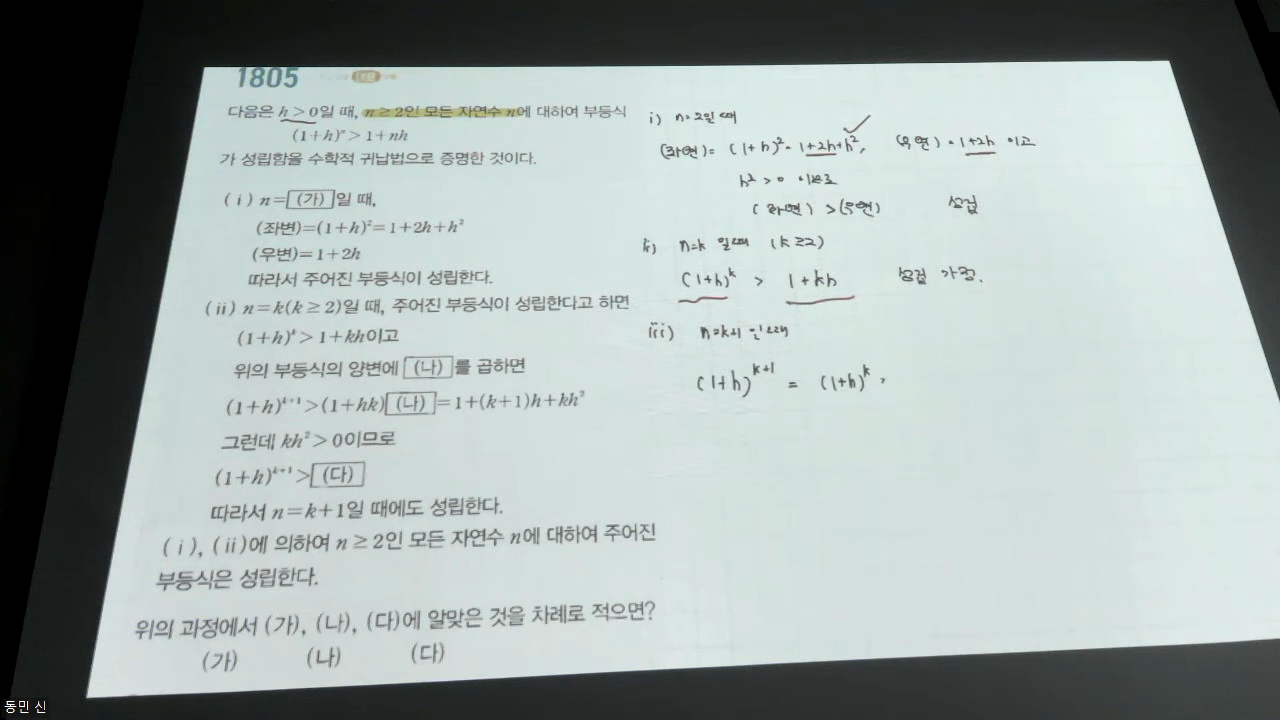 1805
다음은 h>0일 때, n≥2인 모든 자연수 n에 대하여 부등식
(1+h)ⁿ>1+nh
가 성립함을 수학적 귀납법으로 증명한 것이다.
(i) n=(가)일 때,
(좌변)=(1+h)²=1+2h+h²
(우변)=1+2h
따라서 주어진 부등식이 성립한다.
(ii) n=k(k≥2)일 때, 주어진 부등식이 성립한다고 하면
(1+h)ᵏ>1+kh이고
위의 부등식의 양변에 (나)를 곱하면
(1+h)ᵏ⁺¹>(1+hk)(나)=1+(k+1)h+kh²
그런데 kh²>0이므로
(1+h)ᵏ⁺¹>(다)
따라서 n=k+1일 때에도 성립한다.
(i), (ii)에 의하여 n≥2인 모든 자연수 n에 대하여 주어진
부등식은 성립한다.
위의 과정에서 (가), (나), (다)에 알맞은 것을 차례로 적으면?
(가) (나) (다)
i) n=2일 때
(좌변)= (1+h)² = 1+2h+h², (우변) = 1+2h 이고
h²>0 이므로
(좌변) >(우변) 성립
ii) n=k 일 때 (k≥2)
(1+h)ᵏ > 1+kh 성립 가정.
iii) n=k+1 일 때
(1+h)ᵏ⁺¹ = (1+h)ᵏ
동민 신